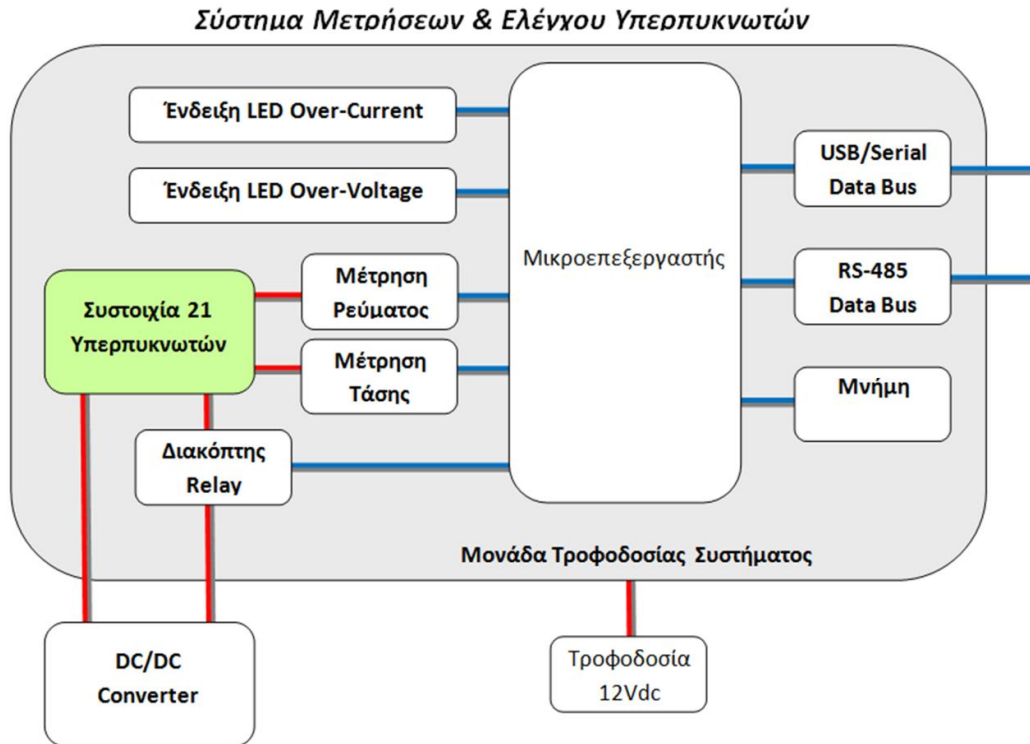 Σύστημα Μετρήσεων & Ελέγχου Υπερπυκνωτών
Ένδειξη LED Over-Current
Ένδειξη LED Over-Voltage
Μέτρηση
Ρεύματος
Συστοιχία 21
Υπερπυκνωτών
Μέτρηση
Τάσης
Διακόπτης
Relay
Μικροεπεξεργαστής
USB/Serial
Data Bus
RS-485
Data Bus
Μνήμη
Μονάδα Τροφοδοσίας Συστήματος
DC/DC
Converter
Τροφοδοσία
12Vdc